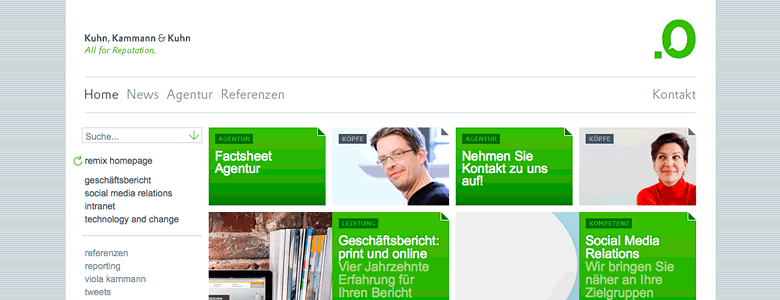 Kuhn, Kammann & Kuhn
All for Reputation.
.O
Home News Agentur Referenzen Kontakt
Suche...
remix homepage
geschäftsbericht
social media relations
intranet
technology and change
referenzen
reporting
viola kammann
tweets
AGENTUR
Factsheet
Agentur
KÖPFE
AGENTUR
Nehmen Sie
Kontakt zu uns
auf!
KÖPFE
LEISTUNG
Geschäftsbericht:
print und online
Vier Jahrzehnte
Erfahrung für
Ihren Bericht
KOMPETENZ
Social Media
Relations
Wir bringen Sie
näher an Ihre
Zielgruppen